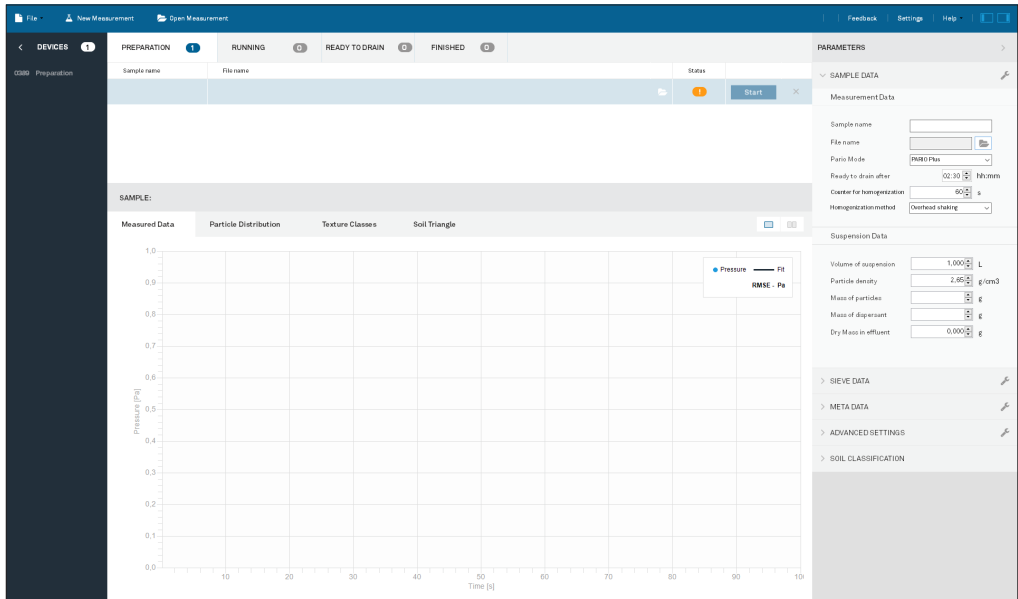 File New Measurement Open Measurement Feedback Settings Help
DEVICES 1
0389 Preparation
PREPARATION 1 RUNNING 0 READY TO DRAIN 0 FINISHED 0
Sample name File name Status
! Start
SAMPLE:
Measured Data Particle Distribution Texture Classes Soil Triangle
Pressure Fit
RMSE - Pa
1,0
0,9
0,8
0,7
0,6
0,5
0,4
0,3
0,2
0,1
0,0
Pressure [Pa]
10 20 30 40 50 60 70 80 90 10
Time [s]
PARAMETERS
SAMPLE DATA
Measurement Data
Sample name
File name
Pario Mode PARIO Plus
Ready to drain after 02:30 hh:mm
Counter for homogenization 60 s
Homogenization method Overhead shaking
Suspension Data
Volume of suspension 1,000 L
Particle density 2,65 g/cm3
Mass of particles g
Mass of dispersant g
Dry Mass in effluent 0,000 g
SIEVE DATA
META DATA
ADVANCED SETTINGS
SOIL CLASSIFICATION